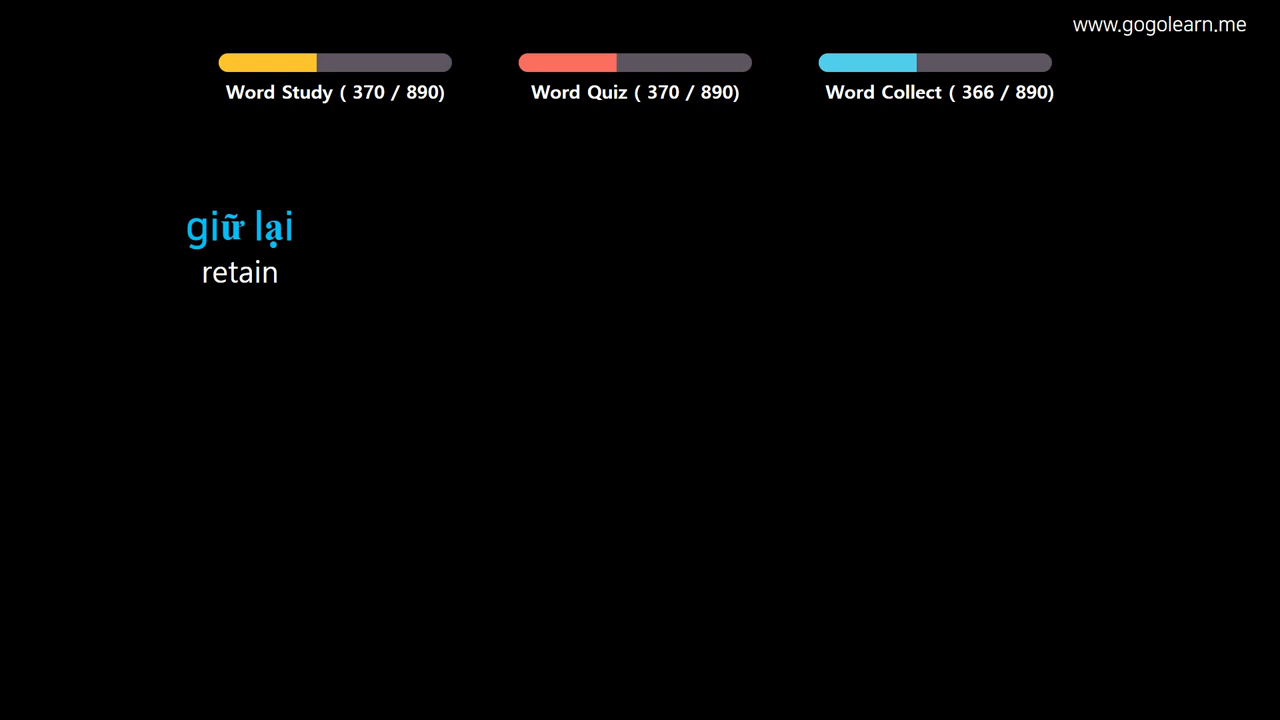 www.gogolearn.me
Word Study ( 370 / 890)
Word Quiz ( 370 / 890)
Word Collect ( 366 / 890)
giữ lại
retain